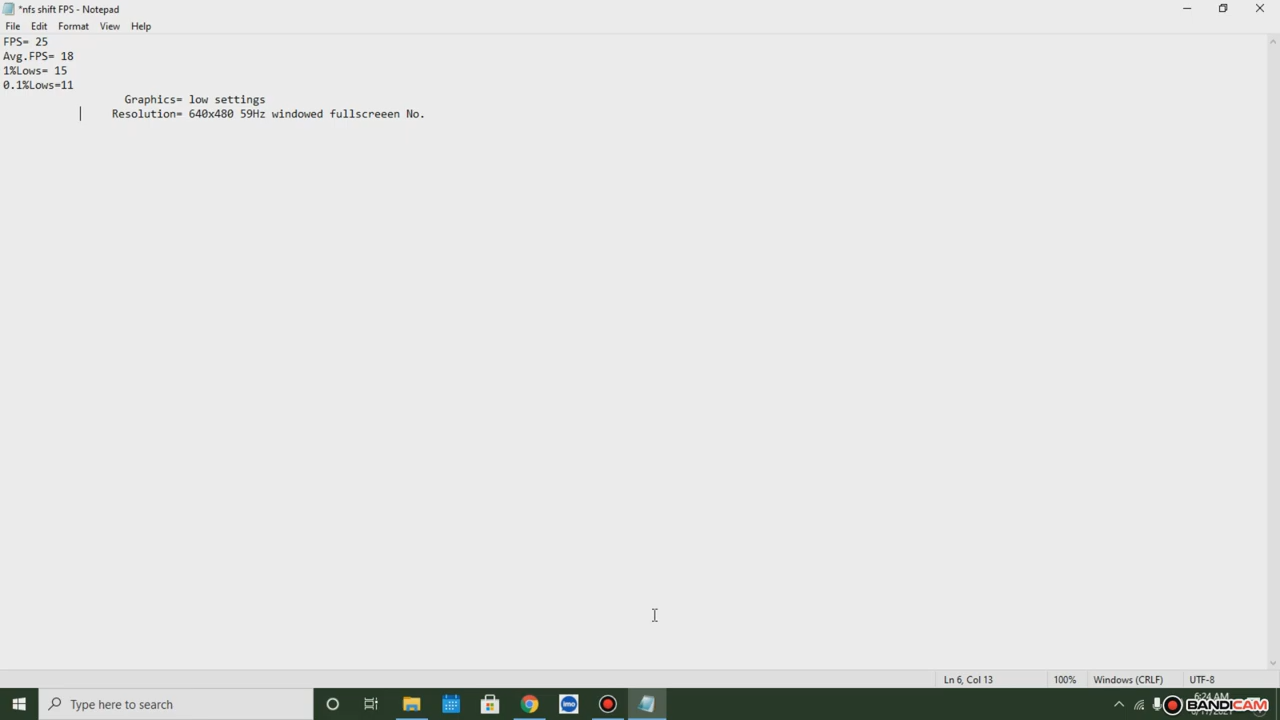 *nfs shift FPS - Notepad
File Edit Format View Help
FPS= 25
Avg.FPS= 18
1%Lows= 15
0.1%Lows=11
Graphics= low settings
Resolution= 640x480 59Hz windowed fullscreeen No.
Ln 6, Col 13 100% Windows (CRLF) UTF-8
Type here to search
imo
6:24 AM
BANDICAM